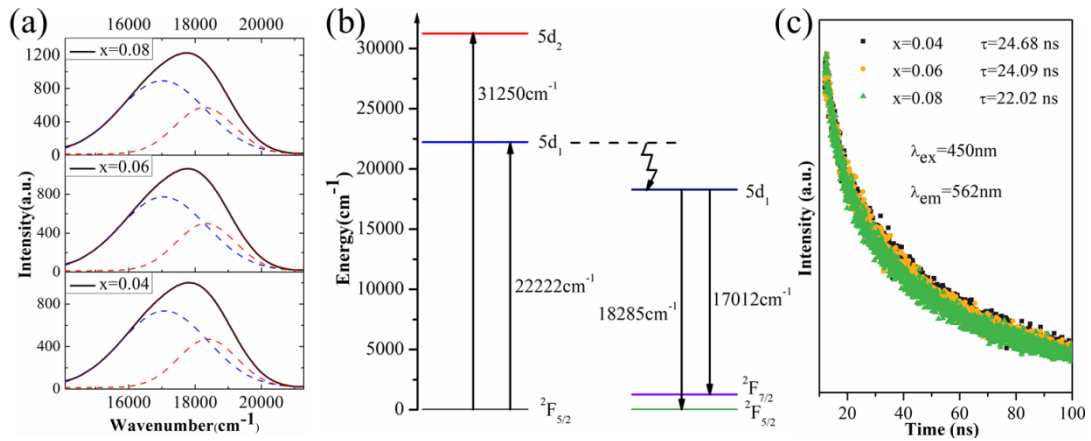 (a)
16000 18000 20000
x=0.08
1200
800
400
0
x=0.06
800
400
0
x=0.04
800
400
0
Intensity(a.u.)
16000 18000 20000
Wavenumber(cm⁻¹)
(b)
30000
25000
20000
15000
10000
5000
0
Energy(cm⁻¹)
5d₂
31250cm⁻¹
5d₁
22222cm⁻¹
²F₅/₂
5d₁
18285cm⁻¹
17012cm⁻¹
²F₇/₂
²F₅/₂
(c)
x=0.04 τ=24.68 ns
x=0.06 τ=24.09 ns
x=0.08 τ=22.02 ns
λex=450nm
λem=562nm
Intensity (a.u.)
20 40 60 80 100
Time (ns)